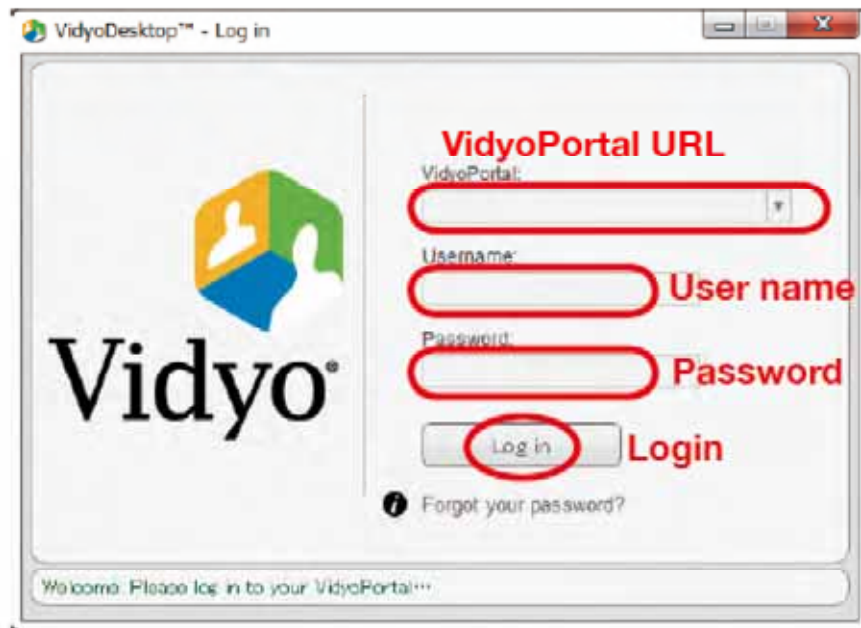 VidyoDesktop™ - Log in
VidyoPortal URL
VidyoPortal:
Username:
User name
Password:
Password
Vidyo®
Log in
Login
i Forgot your password?
Welcome. Please log in to your VidyoPortal…